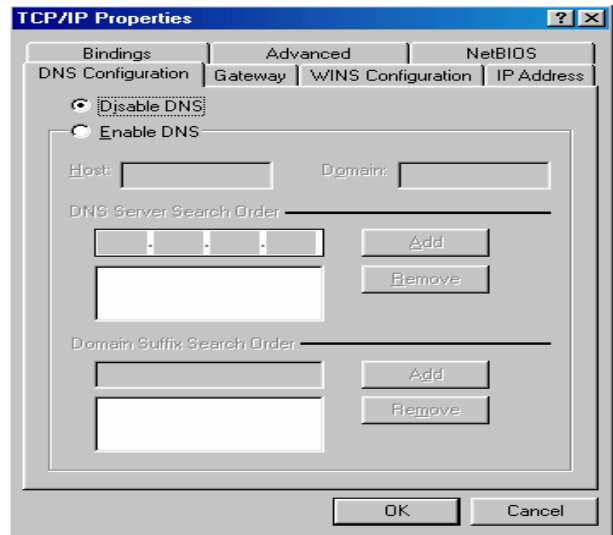 TCP/IP Properties ? X
Bindings Advanced NetBIOS
DNS Configuration Gateway WINS Configuration IP Address
Disable DNS
Enable DNS
Host: Domain:
DNS Server Search Order
. . . Add
Remove
Domain Suffix Search Order
Add
Remove
OK Cancel